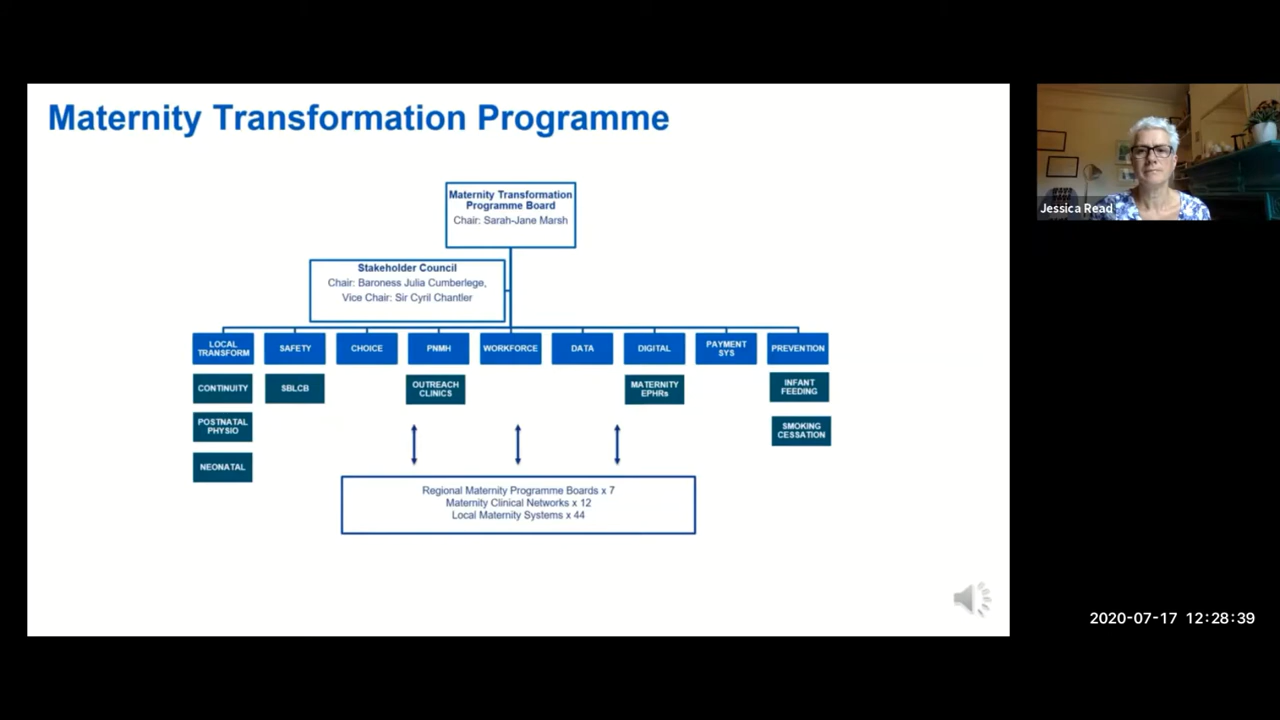 Maternity Transformation Programme
Maternity Transformation
Programme Board
Chair: Sarah-Jane Marsh
Stakeholder Council
Chair: Baroness Julia Cumberlege,
Vice Chair: Sir Cyril Chantler
LOCAL
TRANSFORM
SAFETY
CHOICE
PNMH
WORKFORCE
DATA
DIGITAL
PAYMENT
SYS
PREVENTION
CONTINUITY
SBLCB
OUTREACH
CLINICS
MATERNITY
EPHRs
INFANT
FEEDING
POSTNATAL
PHYSIO
SMOKING
CESSATION
NEONATAL
Regional Maternity Programme Boards x 7
Maternity Clinical Networks x 12
Local Maternity Systems x 44
Jessica Read
2020-07-17 12:28:39